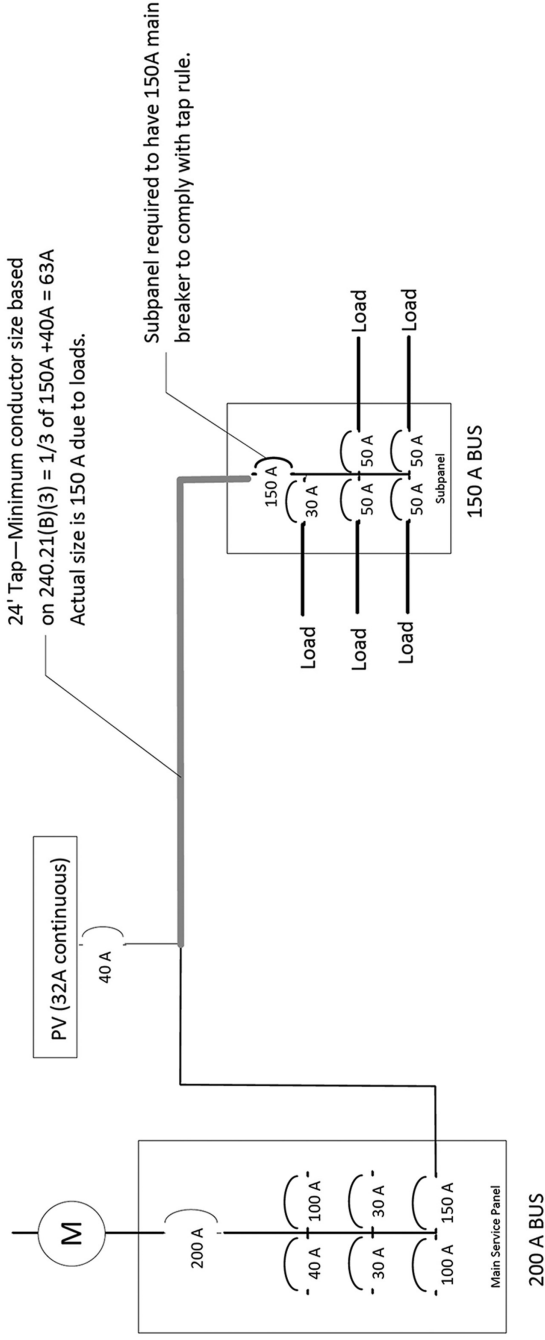 24' Tap—Minimum conductor size based
on 240.21(B)(3) = 1/3 of 150A +40A = 63A
Actual size is 150 A due to loads.
Subpanel required to have 150A main
breaker to comply with tap rule.
PV (32A continuous)
40 A
M
200 A
40 A
100 A
30 A
30 A
100 A
150 A
Main Service Panel
200 A BUS
150 A
30 A
50 A
50 A
50 A
50 A
Subpanel
150 A BUS
Load
Load
Load
Load
Load